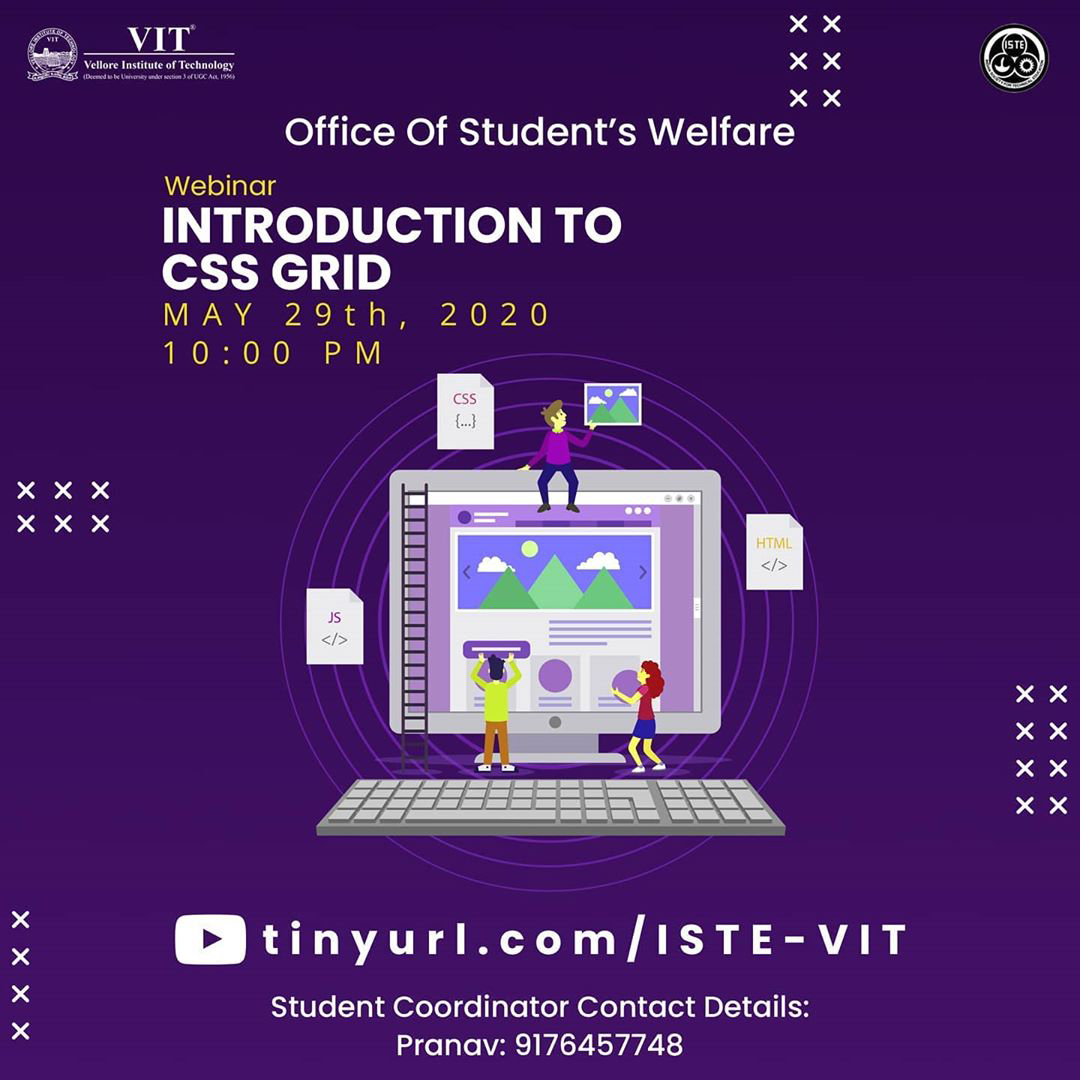 VIT®
Vellore Institute of Technology
(Deemed to be University under section 3 of UGC Act, 1956)
ISTE
Office Of Student’s Welfare
Webinar
INTRODUCTION TO
CSS GRID
MAY 29th, 2020
10:00 PM
CSS
{...}
HTML
</>
JS
</>
tinyurl.com/ISTE-VIT
Student Coordinator Contact Details:
Pranav: 9176457748